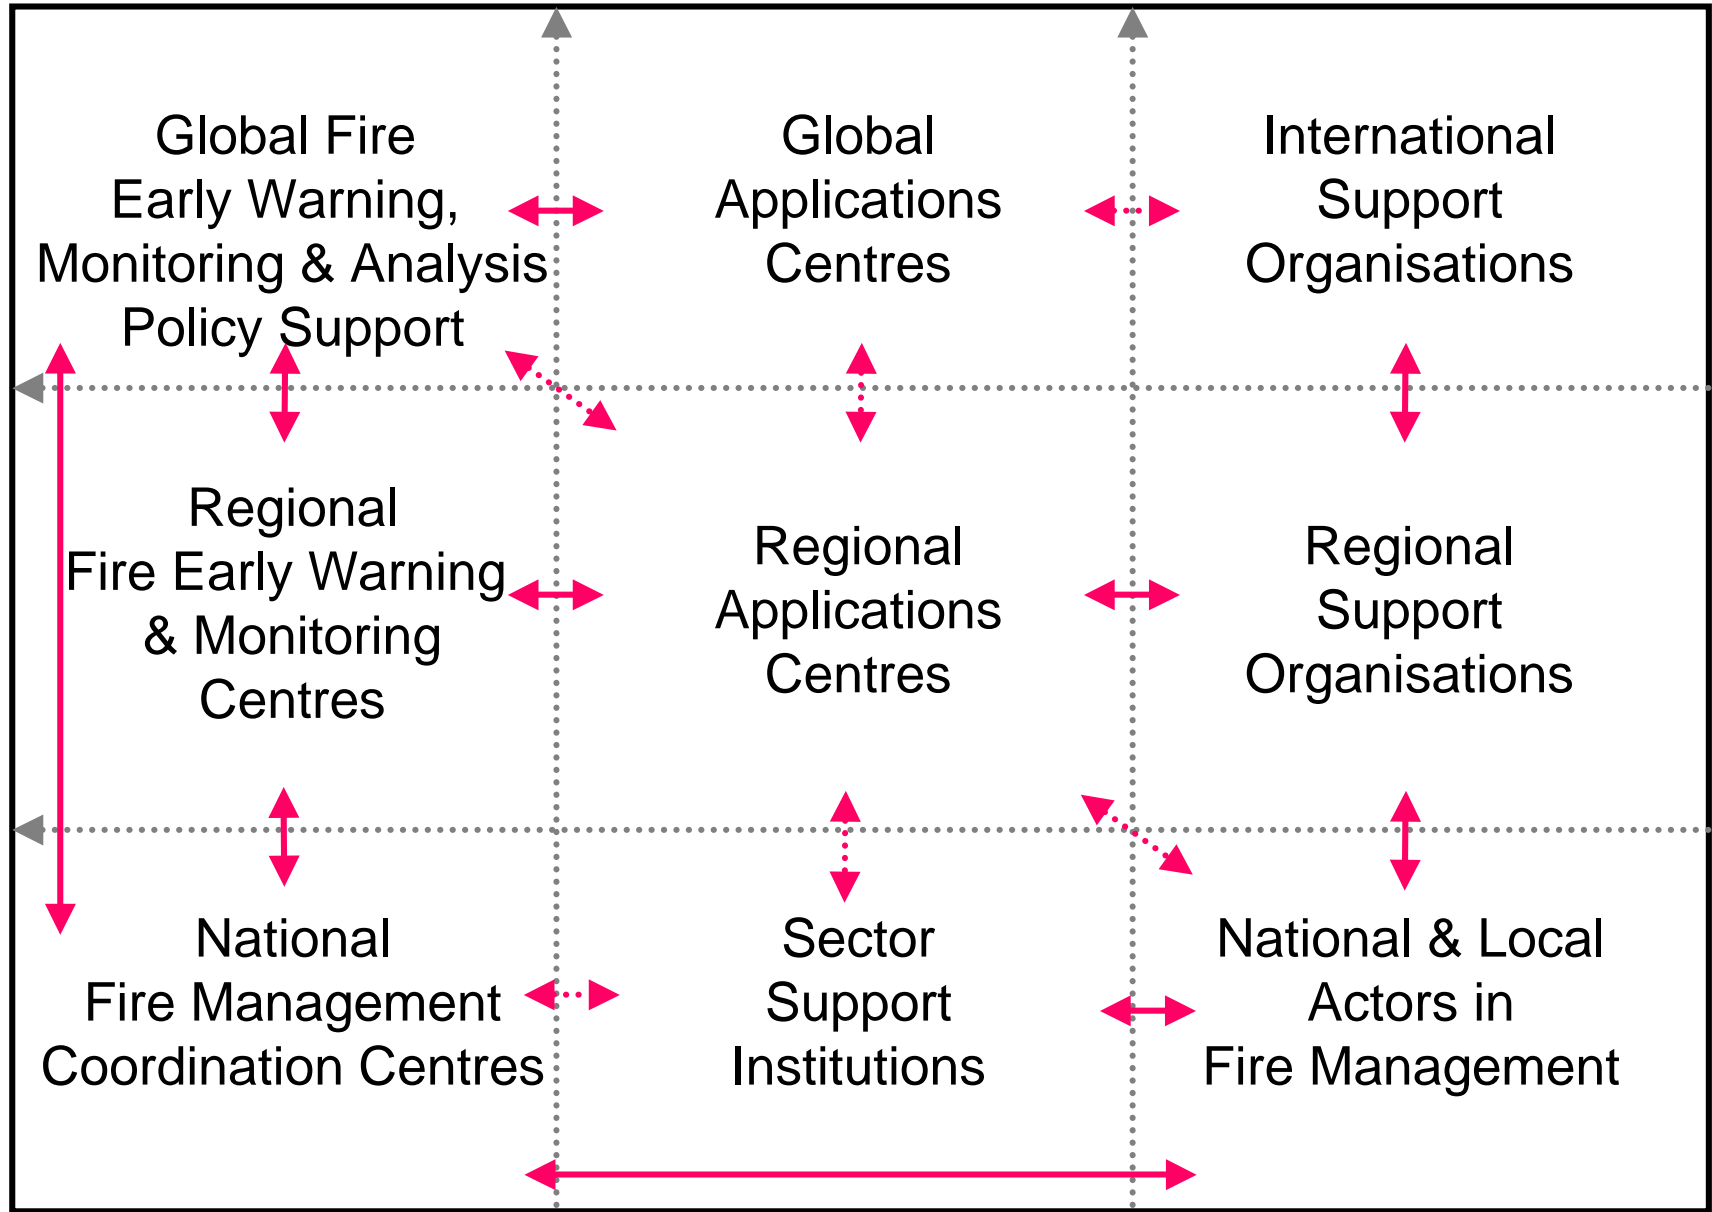 Global Fire
Early Warning,
Monitoring & Analysis
Policy Support
Global
Applications
Centres
International
Support
Organisations
Regional
Fire Early Warning
& Monitoring
Centres
Regional
Applications
Centres
Regional
Support
Organisations
National
Fire Management
Coordination Centres
Sector
Support
Institutions
National & Local
Actors in
Fire Management